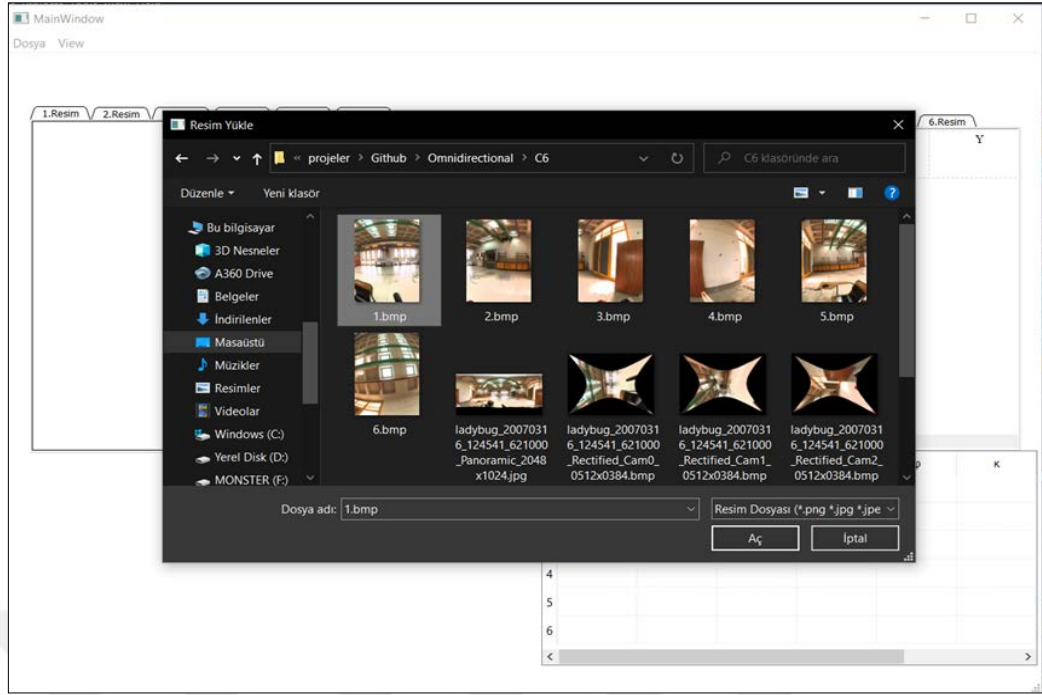 MainWindow
Dosya View
1.Resim 2.Resim
6.Resim
Y
Resim Yükle
« projeler > Github > Omnidirectional > C6
C6 klasöründe ara
Düzenle Yeni klasör
Bu bilgisayar
3D Nesneler
A360 Drive
Belgeler
İndirilenler
Masaüstü
Müzikler
Resimler
Videolar
Windows (C:)
Yerel Disk (D:)
MONSTER (F:)
1.bmp 2.bmp 3.bmp 4.bmp 5.bmp
6.bmp
ladybug_2007031
6_124541_621000
_Panoramic_2048
x1024.jpg
ladybug_2007031
6_124541_621000
_Rectified_Cam0_
0512x0384.bmp
ladybug_2007031
6_124541_621000
_Rectified_Cam1_
0512x0384.bmp
ladybug_2007031
6_124541_621000
_Rectified_Cam2_
0512x0384.bmp
Dosya adı: 1.bmp
Resim Dosyası (*.png *.jpg *.jpe
Aç İptal
κ
4
5
6